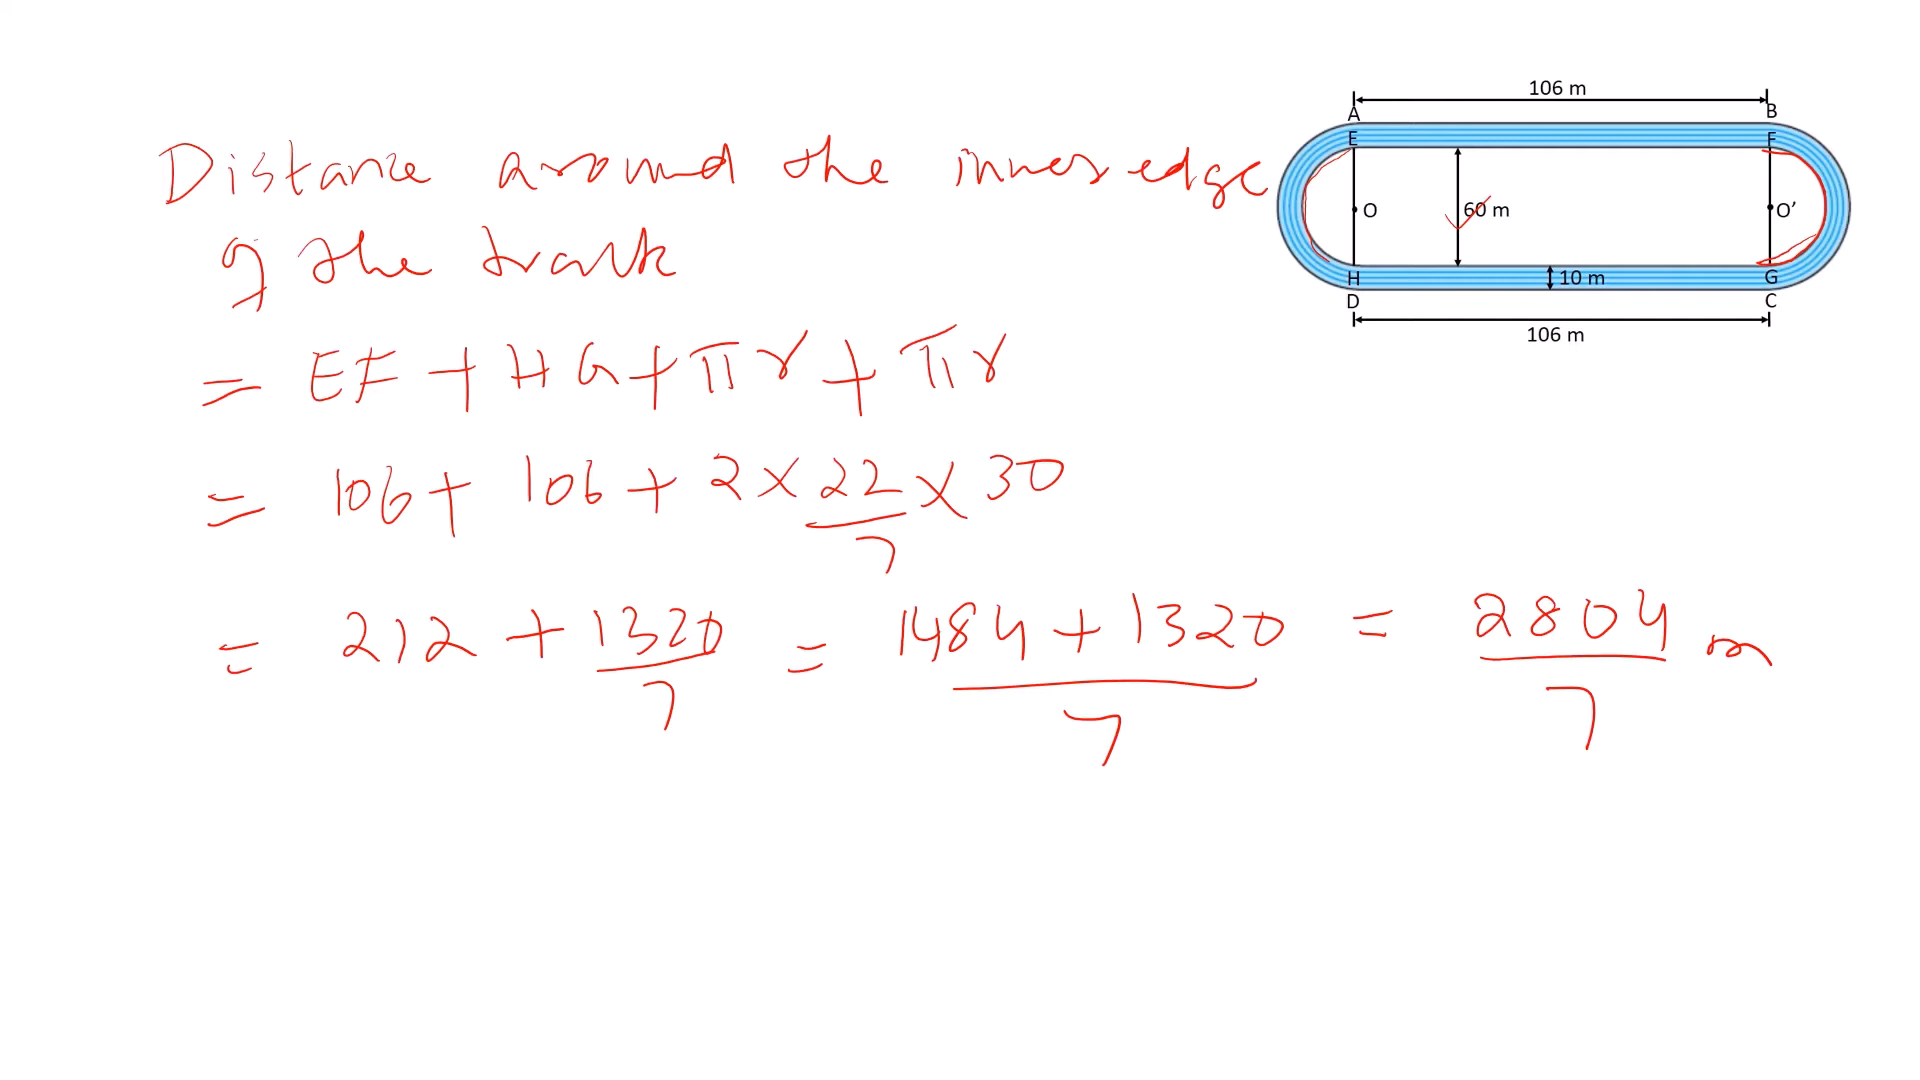 Distance around the inner edge
of the track
= EF + HG + πr + πr
= 106 + 106 + 2 × 22/7 × 30
= 212 + 1320/7 = 1484 + 1320/7 = 2804/7 m
106 m
A B
E F
O 60 m O’
H 10 m G
D C
106 m